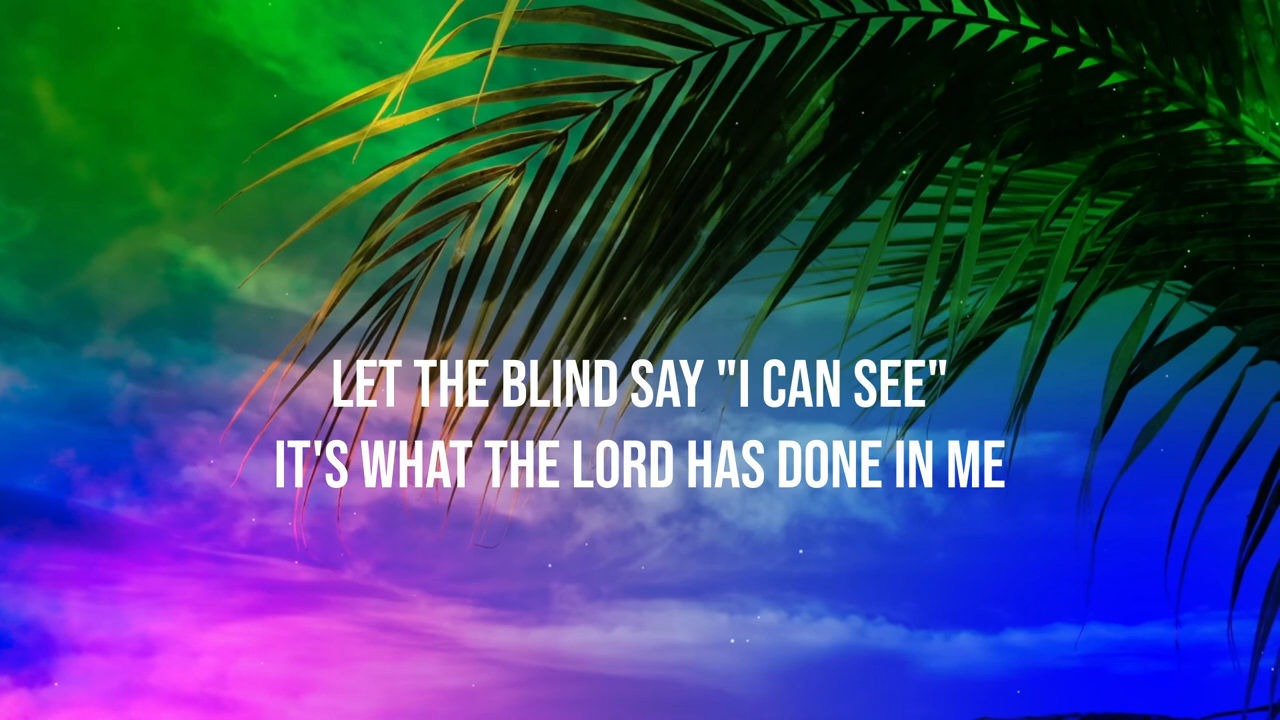 LET THE BLIND SAY "I CAN SEE"
IT'S WHAT THE LORD HAS DONE IN ME